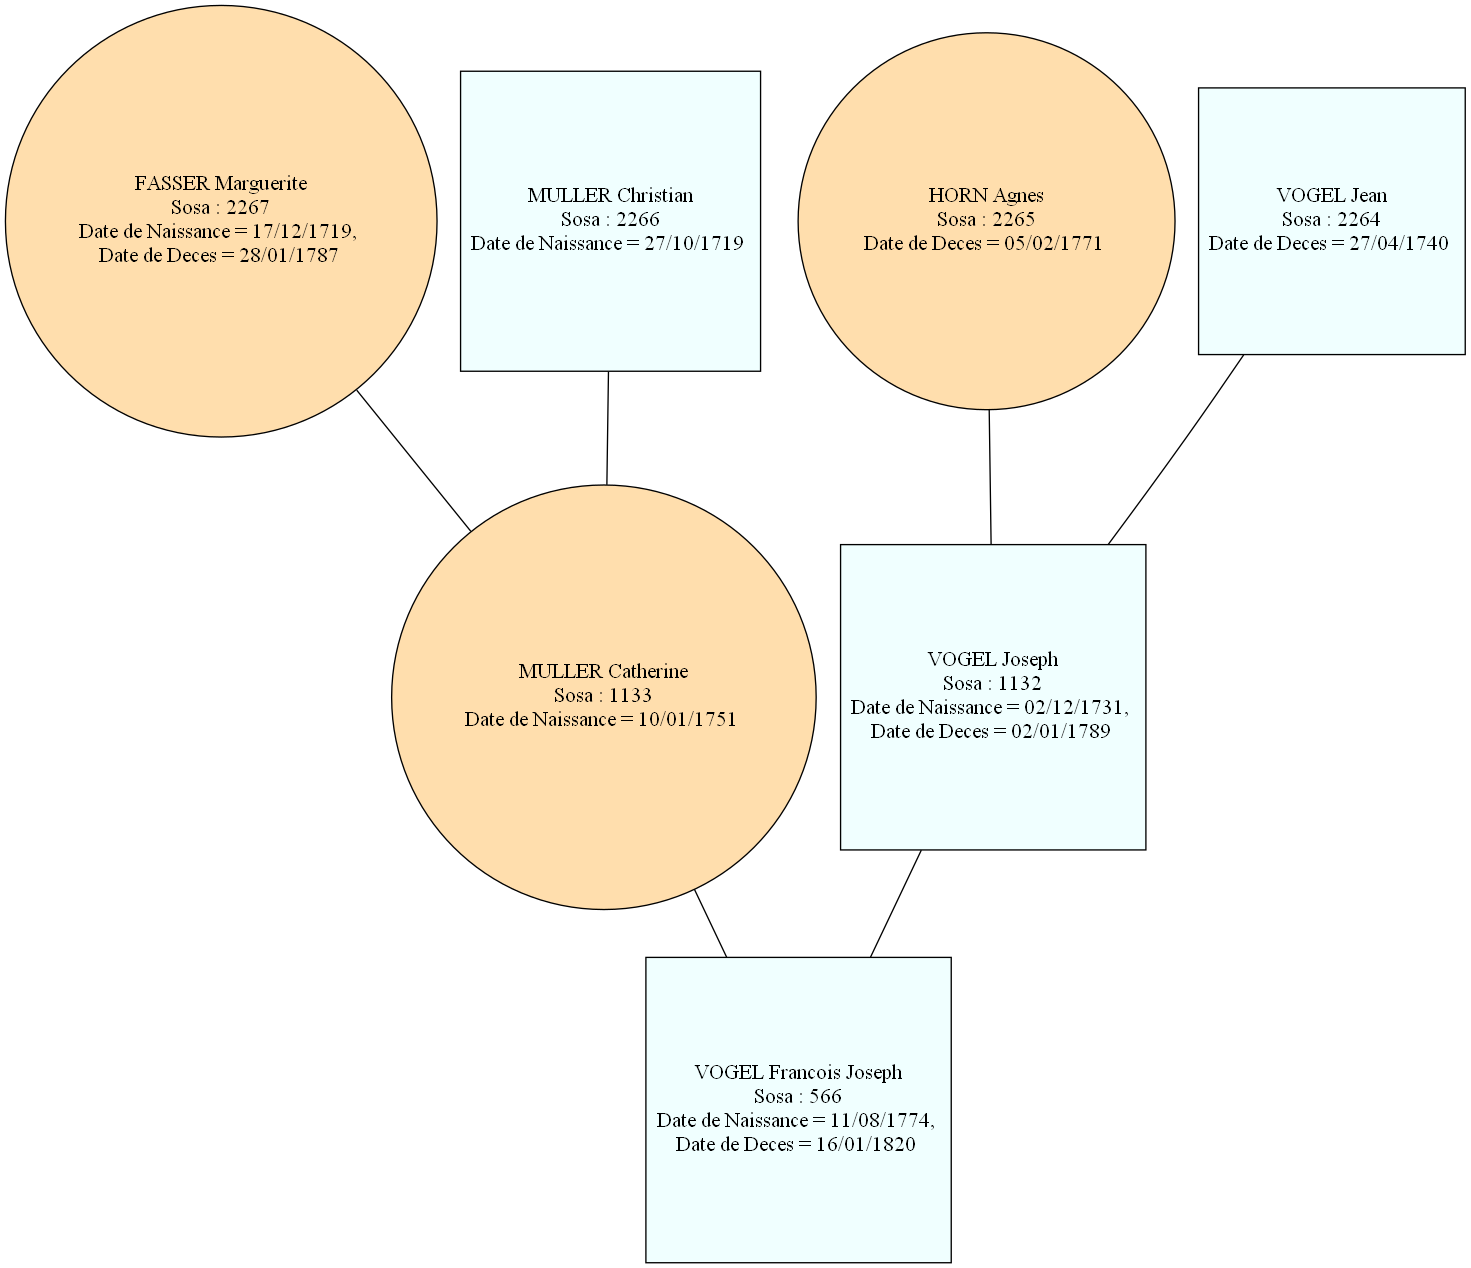 FASSER Marguerite
Sosa : 2267
Date de Naissance = 17/12/1719,
Date de Deces = 28/01/1787
MULLER Christian
Sosa : 2266
Date de Naissance = 27/10/1719
HORN Agnes
Sosa : 2265
Date de Deces = 05/02/1771
VOGEL Jean
Sosa : 2264
Date de Deces = 27/04/1740
MULLER Catherine
Sosa : 1133
Date de Naissance = 10/01/1751
VOGEL Joseph
Sosa : 1132
Date de Naissance = 02/12/1731,
Date de Deces = 02/01/1789
VOGEL Francois Joseph
Sosa : 566
Date de Naissance = 11/08/1774,
Date de Deces = 16/01/1820